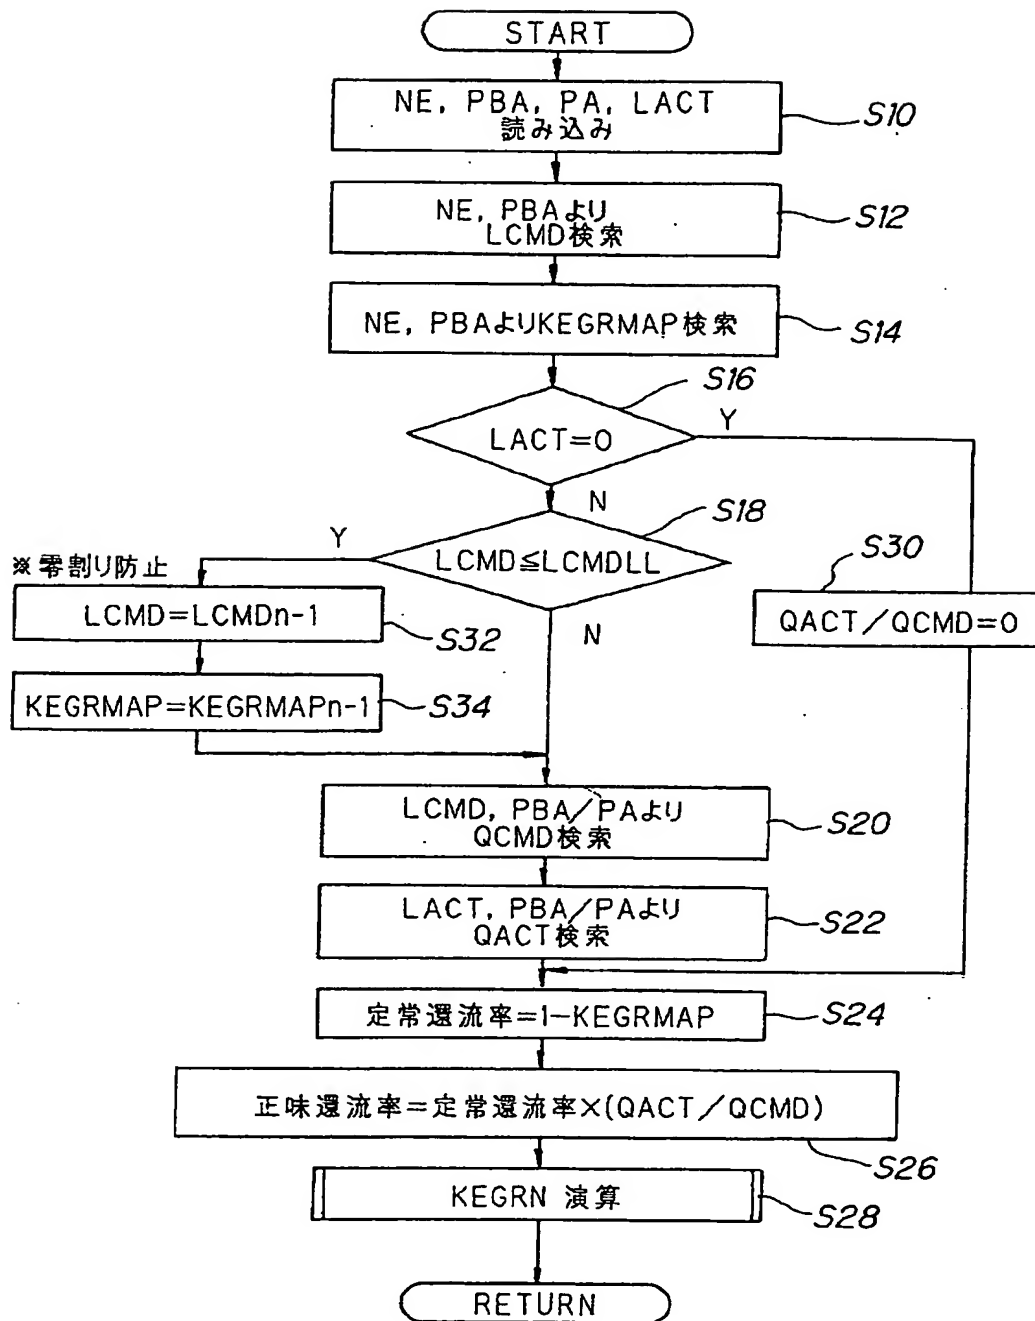 START
NE, PBA, PA, LACT
読み込み
S10
NE, PBAより
LCMD検索
S12
NE, PBAよりKEGRMAP検索
S14
S16
LACT=0
Y
N
S18
LCMD≦LCMDLL
Y
N
S30
QACT/QCMD=0
※零割り防止
LCMD=LCMDn-1
S32
KEGRMAP=KEGRMAPn-1
S34
LCMD, PBA/PAより
QCMD検索
S20
LACT, PBA/PAより
QACT検索
S22
定常還流率=1-KEGRMAP
S24
正味還流率=定常還流率×(QACT/QCMD)
S26
KEGRN 演算
S28
RETURN